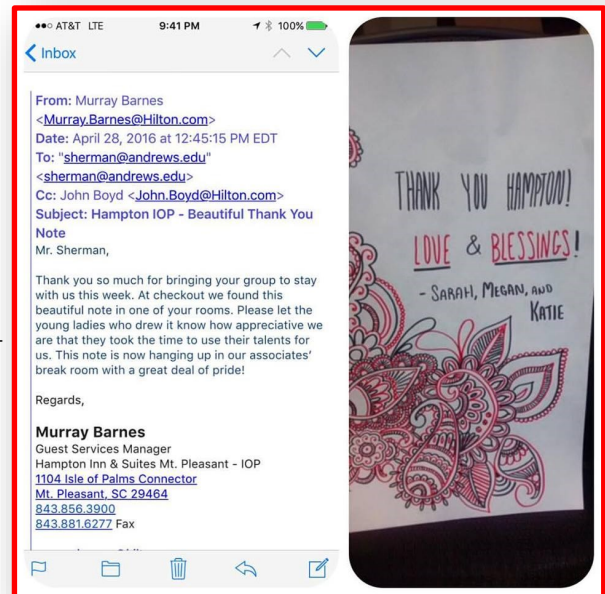 ●●○ AT&T LTE 9:41 PM 100%
Inbox
From: Murray Barnes
<Murray.Barnes@Hilton.com>
Date: April 28, 2016 at 12:45:15 PM EDT
To: "sherman@andrews.edu"
<sherman@andrews.edu>
Cc: John Boyd <John.Boyd@Hilton.com>
Subject: Hampton IOP - Beautiful Thank You
Note
Mr. Sherman,
Thank you so much for bringing your group to stay
with us this week. At checkout we found this
beautiful note in one of your rooms. Please let the
young ladies who drew it know how appreciative we
are that they took the time to use their talents for
us. This note is now hanging up in our associates'
break room with a great deal of pride!
Regards,
Murray Barnes
Guest Services Manager
Hampton Inn & Suites Mt. Pleasant - IOP
1104 Isle of Palms Connector
Mt. Pleasant, SC 29464
843.856.3900
843.881.6277 Fax
THANK YOU HAMPTON!
LOVE & BLESSINGS!
- SARAH, MEGAN, AND
KATIE